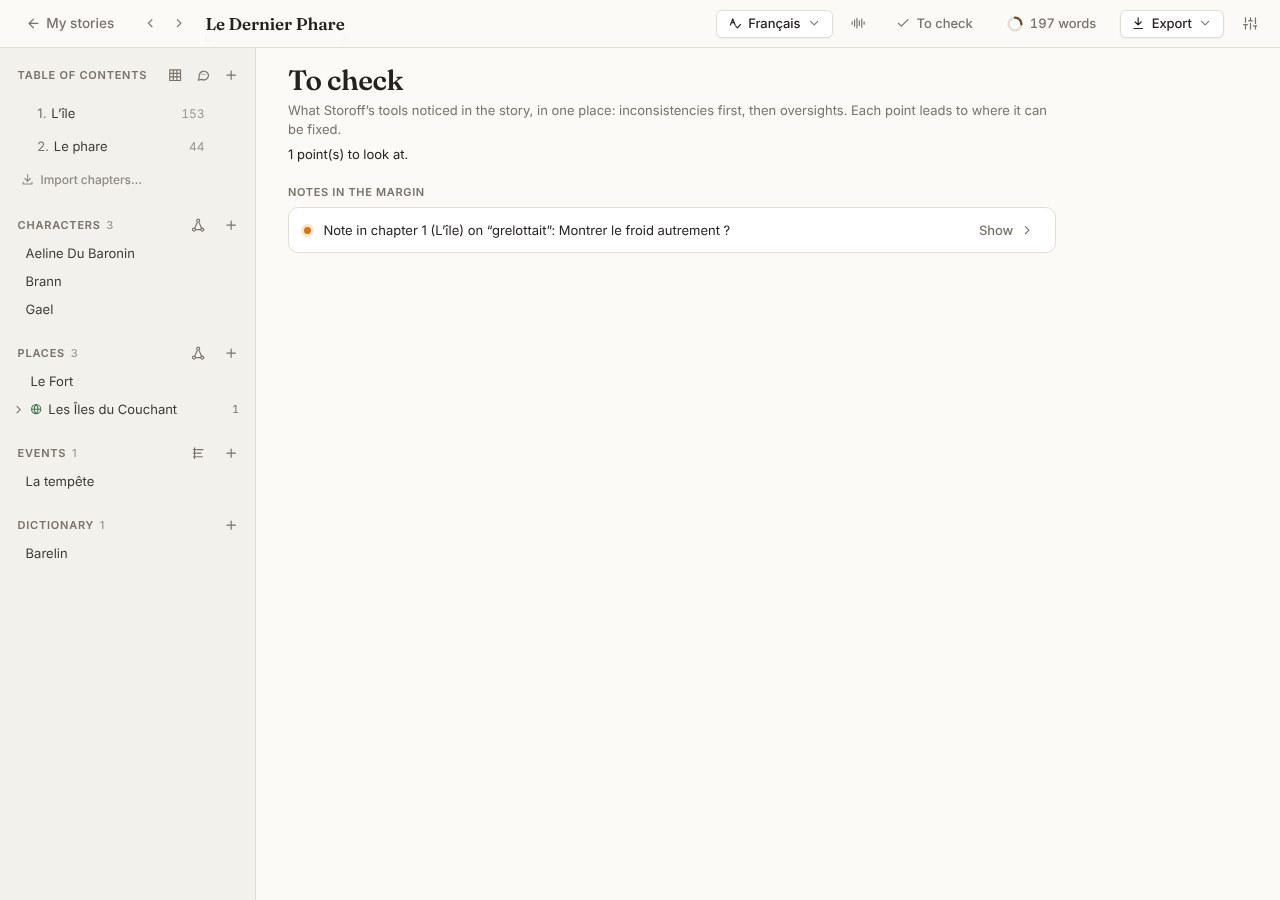 My stories
Le Dernier Phare
Français
To check
197 words
Export
TABLE OF CONTENTS
1. L’île 153
2. Le phare 44
Import chapters…
CHARACTERS 3
Aeline Du Baronin
Brann
Gael
PLACES 3
Le Fort
Les Îles du Couchant 1
EVENTS 1
La tempête
DICTIONARY 1
Barelin
To check
What Storoff’s tools noticed in the story, in one place: inconsistencies first, then oversights. Each point leads to where it can
be fixed.
1 point(s) to look at.
NOTES IN THE MARGIN
Note in chapter 1 (L’île) on “grelottait”: Montrer le froid autrement ?
Show